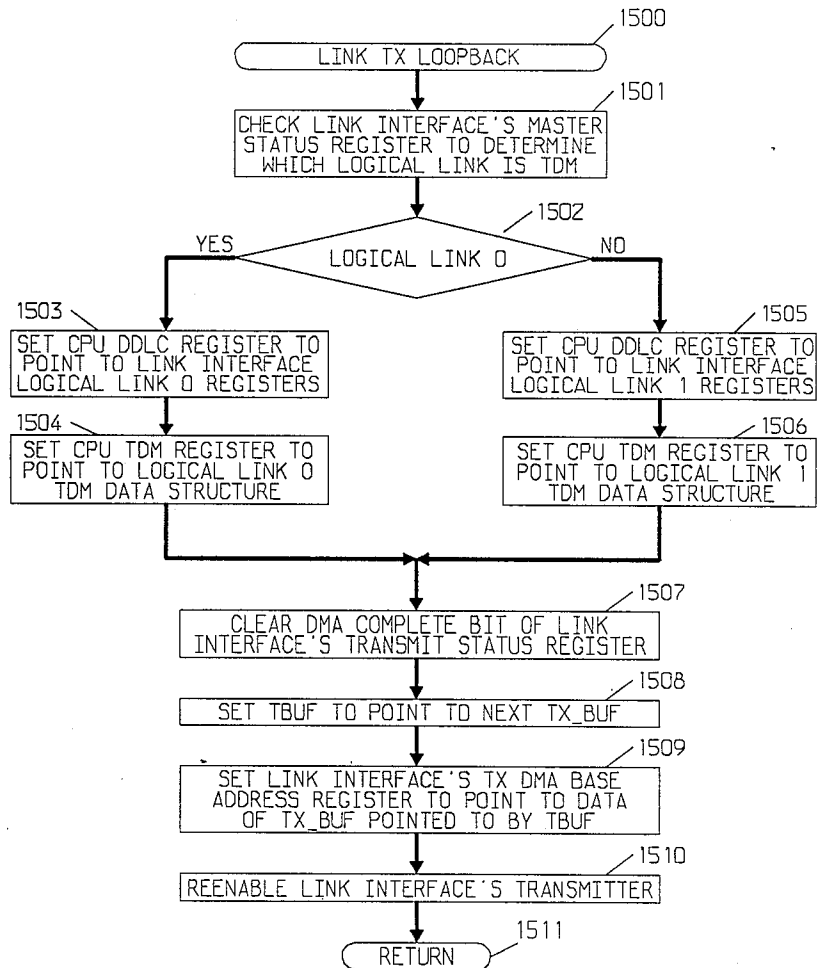 1500
LINK TX LOOPBACK
1501
CHECK LINK INTERFACE'S MASTER
STATUS REGISTER TO DETERMINE
WHICH LOGICAL LINK IS TDM
1502
YES
LOGICAL LINK 0
NO
1503
SET CPU DDLC REGISTER TO
POINT TO LINK INTERFACE
LOGICAL LINK 0 REGISTERS
1505
SET CPU DDLC REGISTER TO
POINT TO LINK INTERFACE
LOGICAL LINK 1 REGISTERS
1504
SET CPU TDM REGISTER TO
POINT TO LOGICAL LINK 0
TDM DATA STRUCTURE
1506
SET CPU TDM REGISTER TO
POINT TO LOGICAL LINK 1
TDM DATA STRUCTURE
1507
CLEAR DMA COMPLETE BIT OF LINK
INTERFACE'S TRANSMIT STATUS REGISTER
1508
SET TBUF TO POINT TO NEXT TX_BUF
1509
SET LINK INTERFACE'S TX DMA BASE
ADDRESS REGISTER TO POINT TO DATA
OF TX_BUF POINTED TO BY TBUF
1510
REENABLE LINK INTERFACE'S TRANSMITTER
1511
RETURN